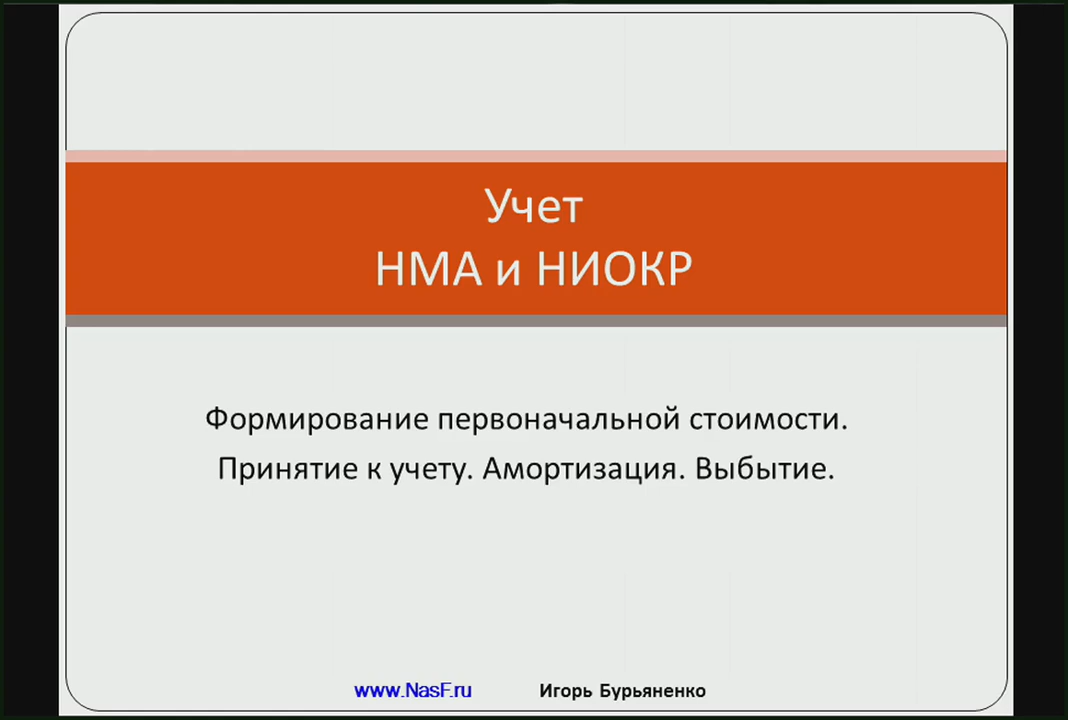 Учет
НМА и НИОКР
Формирование первоначальной стоимости.
Принятие к учету. Амортизация. Выбытие.
www.NasF.ru Игорь Бурьяненко